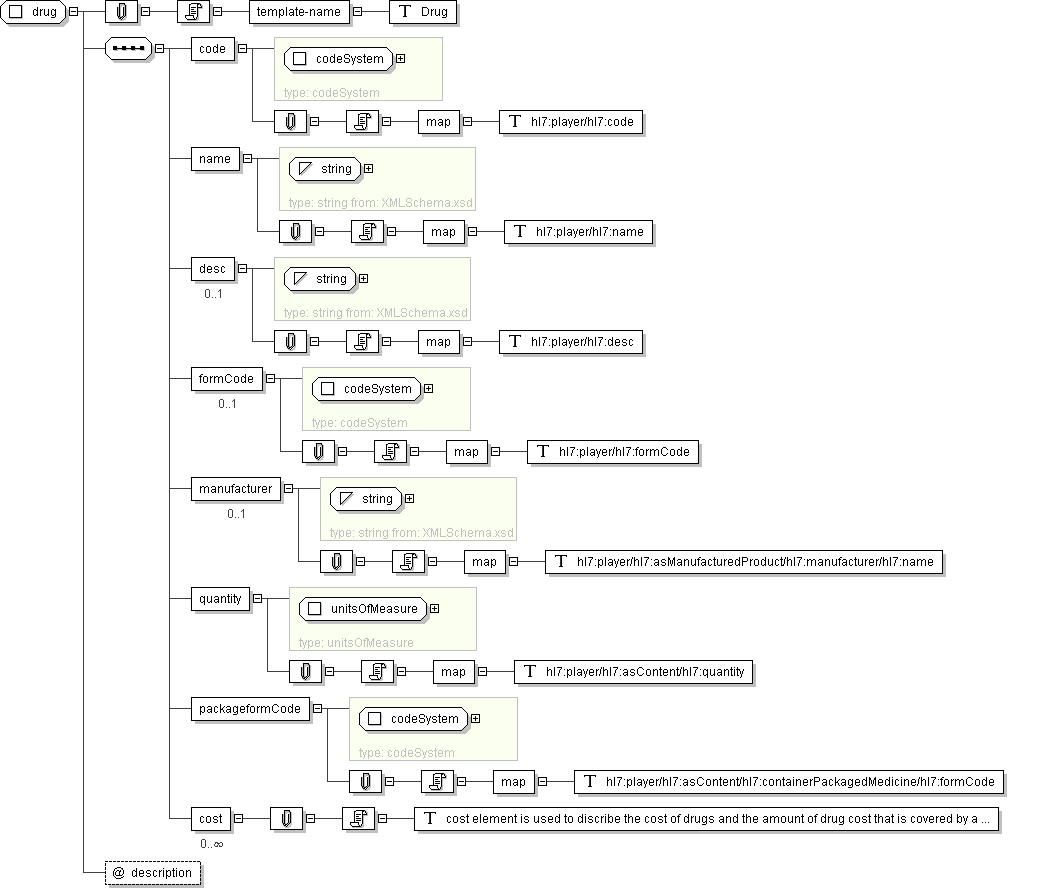 drug template-name T Drug
code codeSystem
type: codeSystem
map T hl7:player/hl7:code
name string
type: string from: XMLSchema.xsd
map T hl7:player/hl7:name
desc string
0..1
type: string from: XMLSchema.xsd
map T hl7:player/hl7:desc
formCode codeSystem
0..1
type: codeSystem
map T hl7:player/hl7:formCode
manufacturer string
0..1
type: string from: XMLSchema.xsd
map T hl7:player/hl7:asManufacturedProduct/hl7:manufacturer/hl7:name
quantity unitsOfMeasure
type: unitsOfMeasure
map T hl7:player/hl7:asContent/hl7:quantity
packageformCode codeSystem
type: codeSystem
map T hl7:player/hl7:asContent/hl7:containerPackagedMedicine/hl7:formCode
cost T cost element is used to discribe the cost of drugs and the amount of drug cost that is covered by a ...
0..∞
@ description